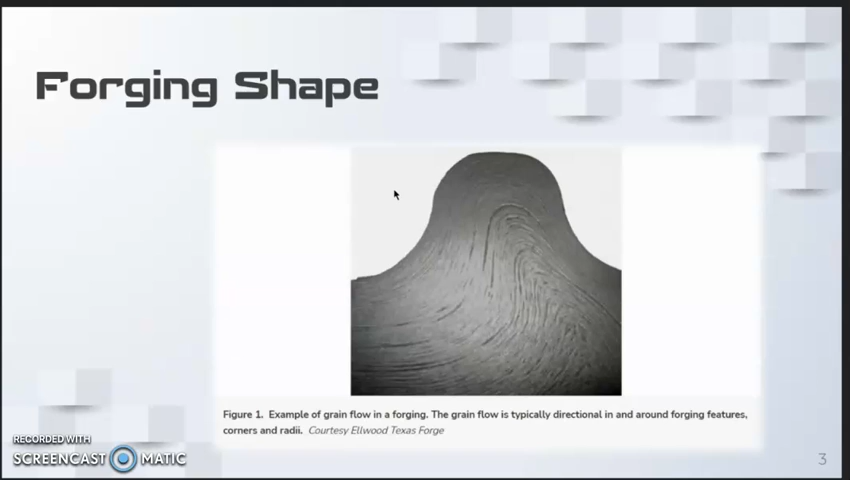 Forging Shape
Figure 1. Example of grain flow in a forging. The grain flow is typically directional in and around forging features,
corners and radii. Courtesy Ellwood Texas Forge
RECORDED WITH
SCREENCAST MATIC
3